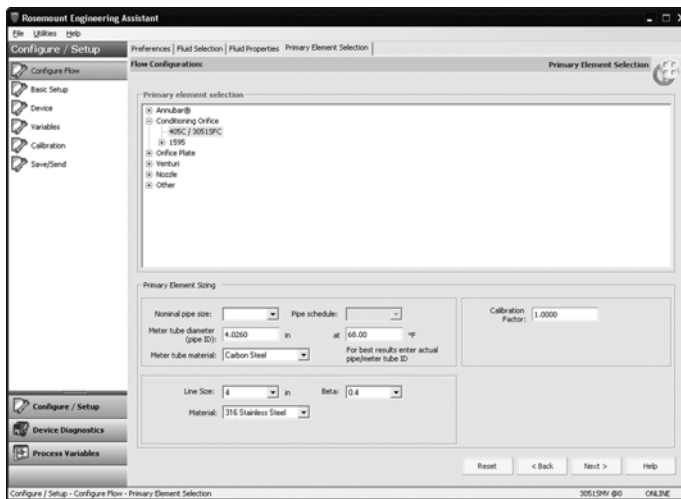 Rosemount Engineering Assistant
File Utilities Help
Configure / Setup
Preferences Fluid Selection Fluid Properties Primary Element Selection
Configure Flow
Flow Configuration:
Primary Element Selection
Basic Setup
Device
Variables
Calibration
Save/Send
Primary element selection
Annubar®
Conditioning Orifice
405C / 3051SFC
1595
Orifice Plate
Venturi
Nozzle
Other
Primary Element Sizing
Nominal pipe size: Pipe schedule:
Meter tube diameter (pipe ID): 4.0260 in at 68.00 °F
Meter tube material: Carbon Steel
For best results enter actual
pipe/meter tube ID
Calibration
Factor: 1.0000
Line Size: 4 in Beta: 0.4
Material: 316 Stainless Steel
Configure / Setup
Device Diagnostics
Process Variables
Reset < Back Next > Help
Configure / Setup - Configure Flow - Primary Element Selection
3051SMV @0 ONLINE